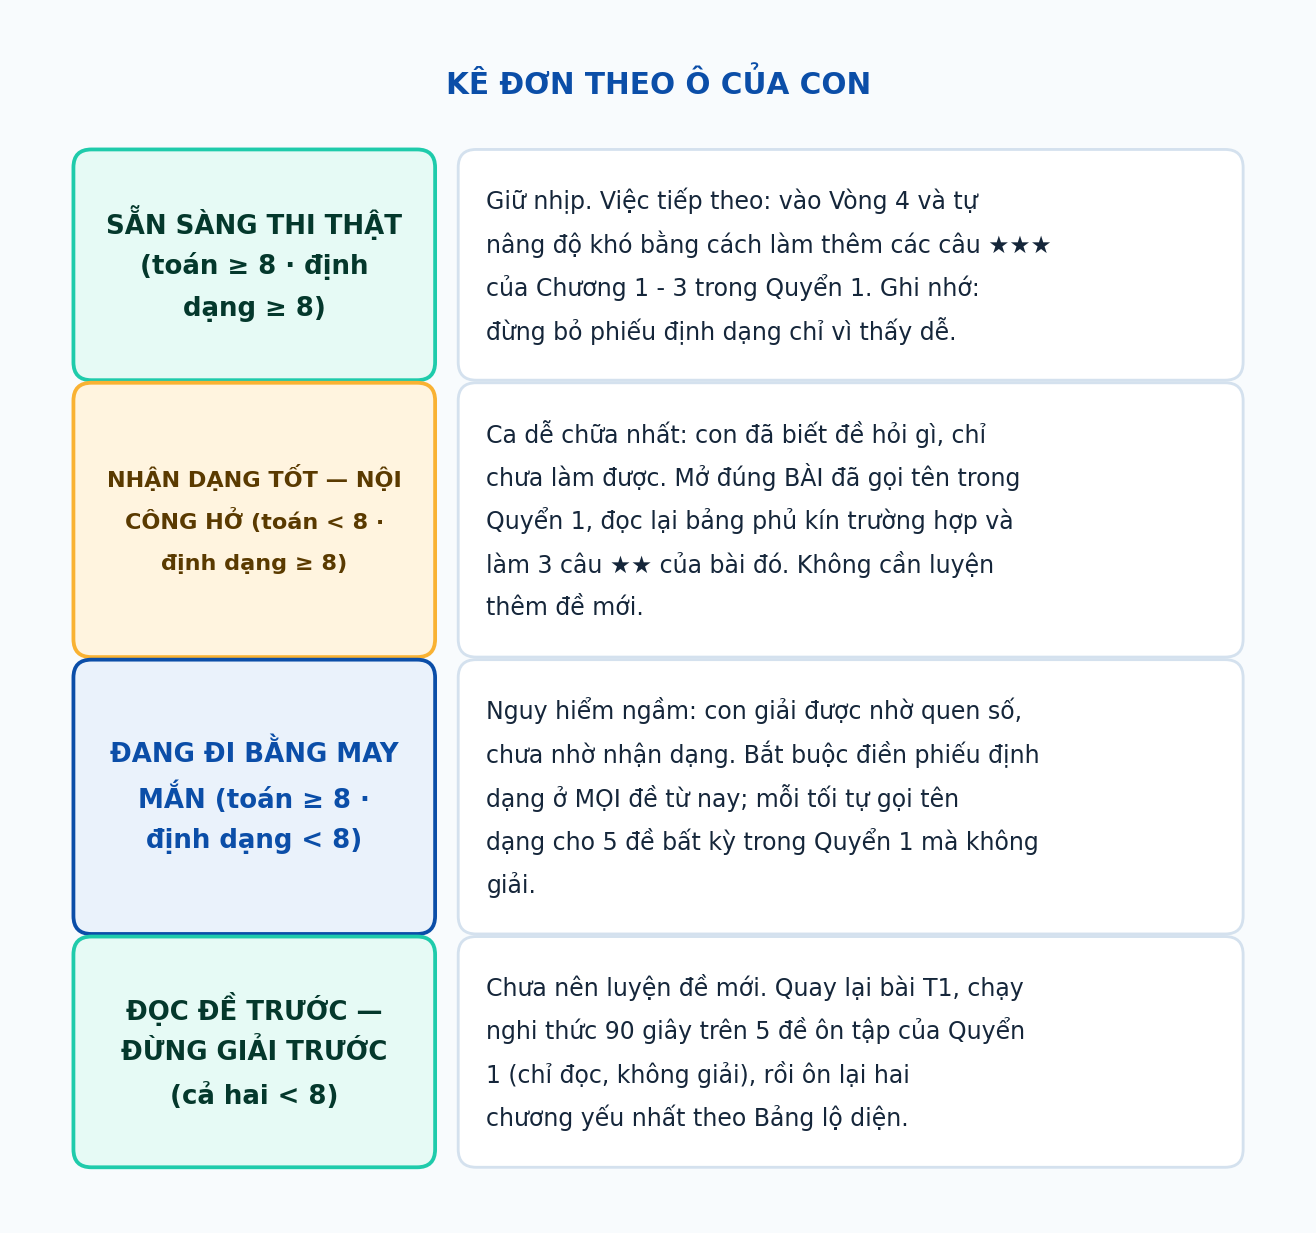 KÊ ĐƠN THEO Ô CỦA CON
SẴN SÀNG THI THẬT
(toán ≥ 8 · định
dạng ≥ 8)
Giữ nhịp. Việc tiếp theo: vào Vòng 4 và tự
nâng độ khó bằng cách làm thêm các câu ★★★
của Chương 1 - 3 trong Quyển 1. Ghi nhớ:
đừng bỏ phiếu định dạng chỉ vì thấy dễ.
NHẬN DẠNG TỐT — NỘI
CÔNG HỞ (toán < 8 ·
định dạng ≥ 8)
Ca dễ chữa nhất: con đã biết đề hỏi gì, chỉ
chưa làm được. Mở đúng BÀI đã gọi tên trong
Quyển 1, đọc lại bảng phủ kín trường hợp và
làm 3 câu ★★ của bài đó. Không cần luyện
thêm đề mới.
ĐANG ĐI BẰNG MAY
MẮN (toán ≥ 8 ·
định dạng < 8)
Nguy hiểm ngầm: con giải được nhờ quen số,
chưa nhờ nhận dạng. Bắt buộc điền phiếu định
dạng ở MỌI đề từ nay; mỗi tối tự gọi tên
dạng cho 5 đề bất kỳ trong Quyển 1 mà không
giải.
ĐỌC ĐỀ TRƯỚC —
ĐỪNG GIẢI TRƯỚC
(cả hai < 8)
Chưa nên luyện đề mới. Quay lại bài T1, chạy
nghi thức 90 giây trên 5 đề ôn tập của Quyển
1 (chỉ đọc, không giải), rồi ôn lại hai
chương yếu nhất theo Bảng lộ diện.